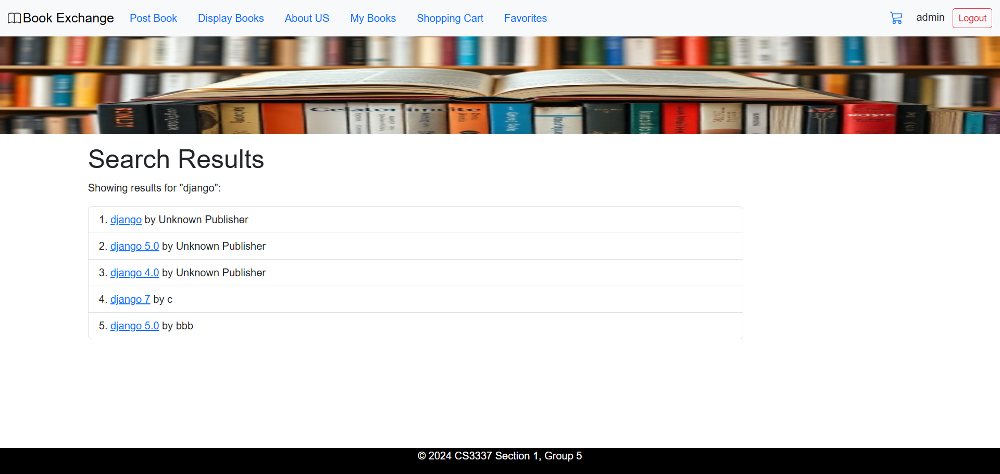 Book Exchange Post Book Display Books About US My Books Shopping Cart Favorites admin Logout
Search Results
Showing results for "django":
1. django by Unknown Publisher
2. django 5.0 by Unknown Publisher
3. django 4.0 by Unknown Publisher
4. django 7 by c
5. django 5.0 by bbb
© 2024 CS3337 Section 1, Group 5